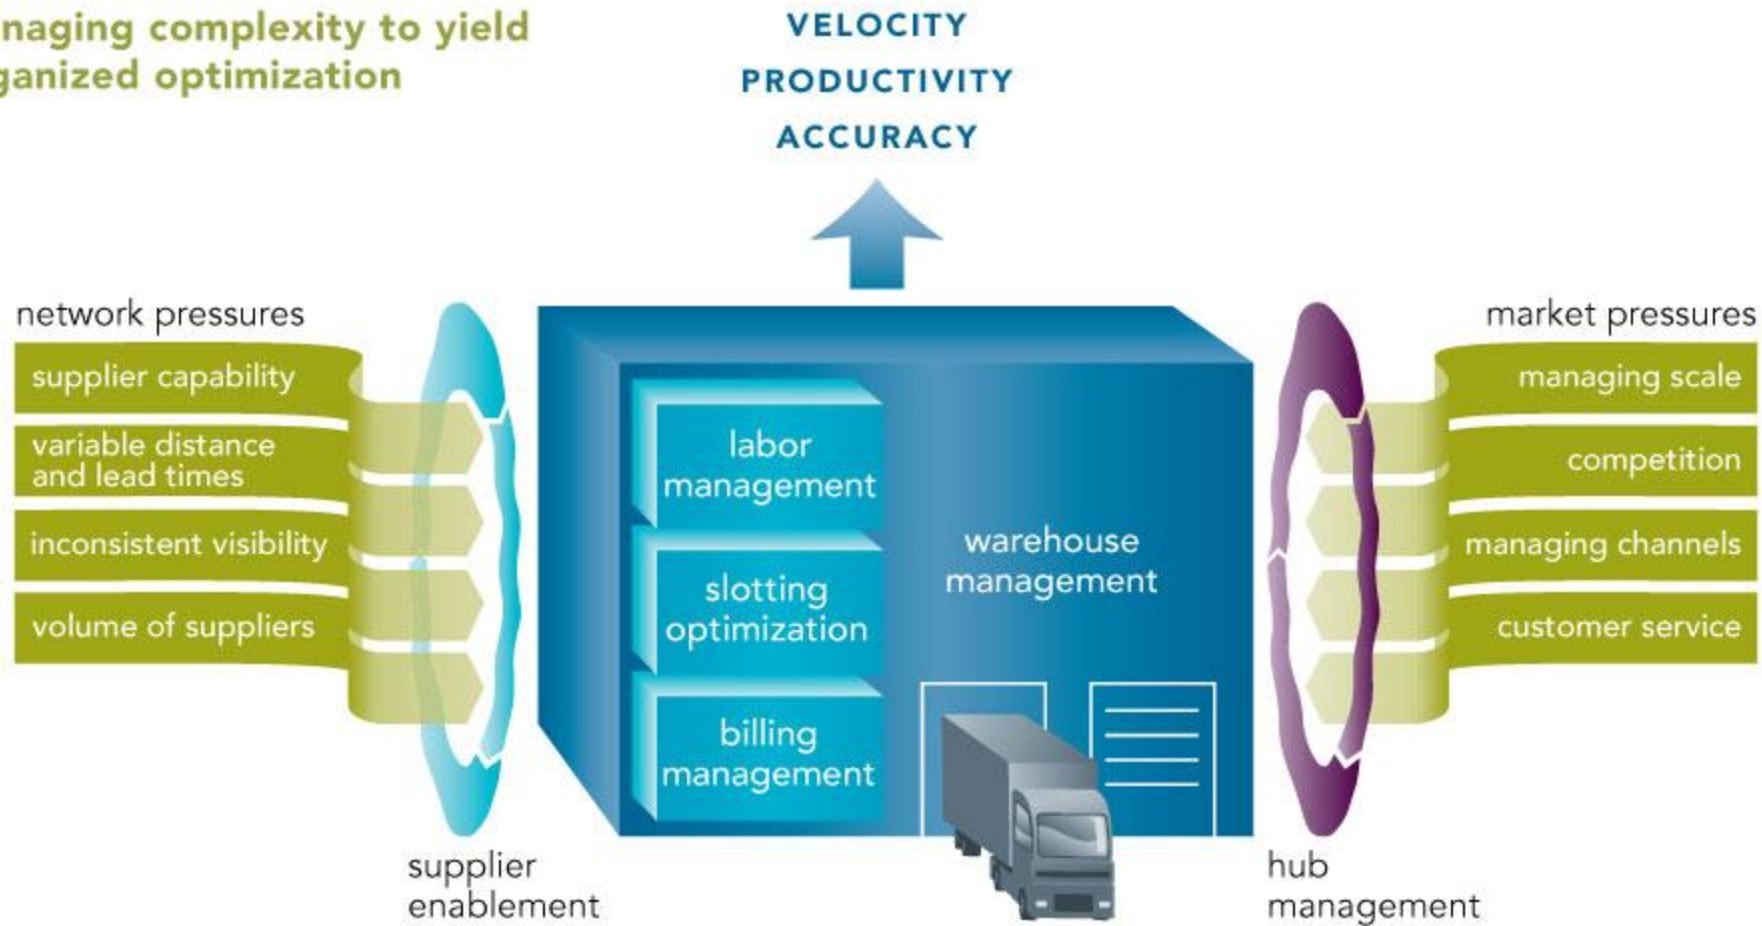 naging complexity to yield
ganized optimization
VELOCITY
PRODUCTIVITY
ACCURACY
network pressures
supplier capability
variable distance
and lead times
inconsistent visibility
volume of suppliers
supplier
enablement
labor
management
slotting
optimization
billing
management
warehouse
management
market pressures
managing scale
competition
managing channels
customer service
hub
management